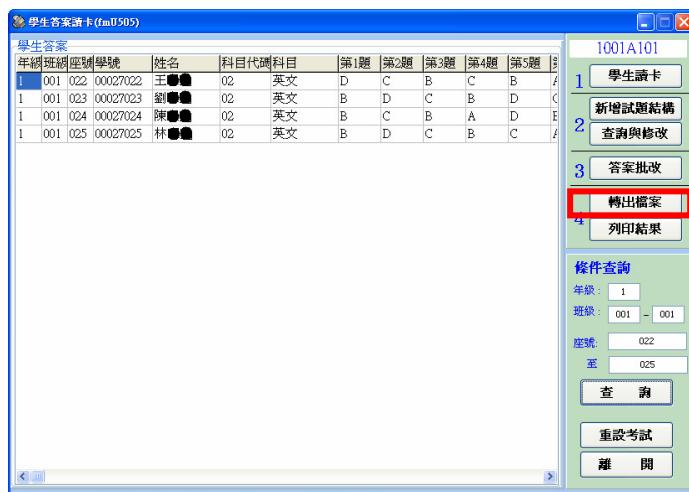 學生答案讀卡(fmU505)
學生答案
年級 班級 座號 學號 姓名 科目代碼 科目 第1題 第2題 第3題 第4題 第5題
1 001 022 00027022 王 02 英文 D C B C B
1 001 023 00027023 劉 02 英文 B D C B D
1 001 024 00027024 陳 02 英文 B C B A D
1 001 025 00027025 林 02 英文 B D C B C
1001A101
1 學生讀卡
新增試題結構
2 查詢與修改
3 答案批改
轉出檔案
4
列印結果
條件查詢
年級： 1
班級： 001 - 001
座號: 022
至 025
查 詢
重設考試
離 開